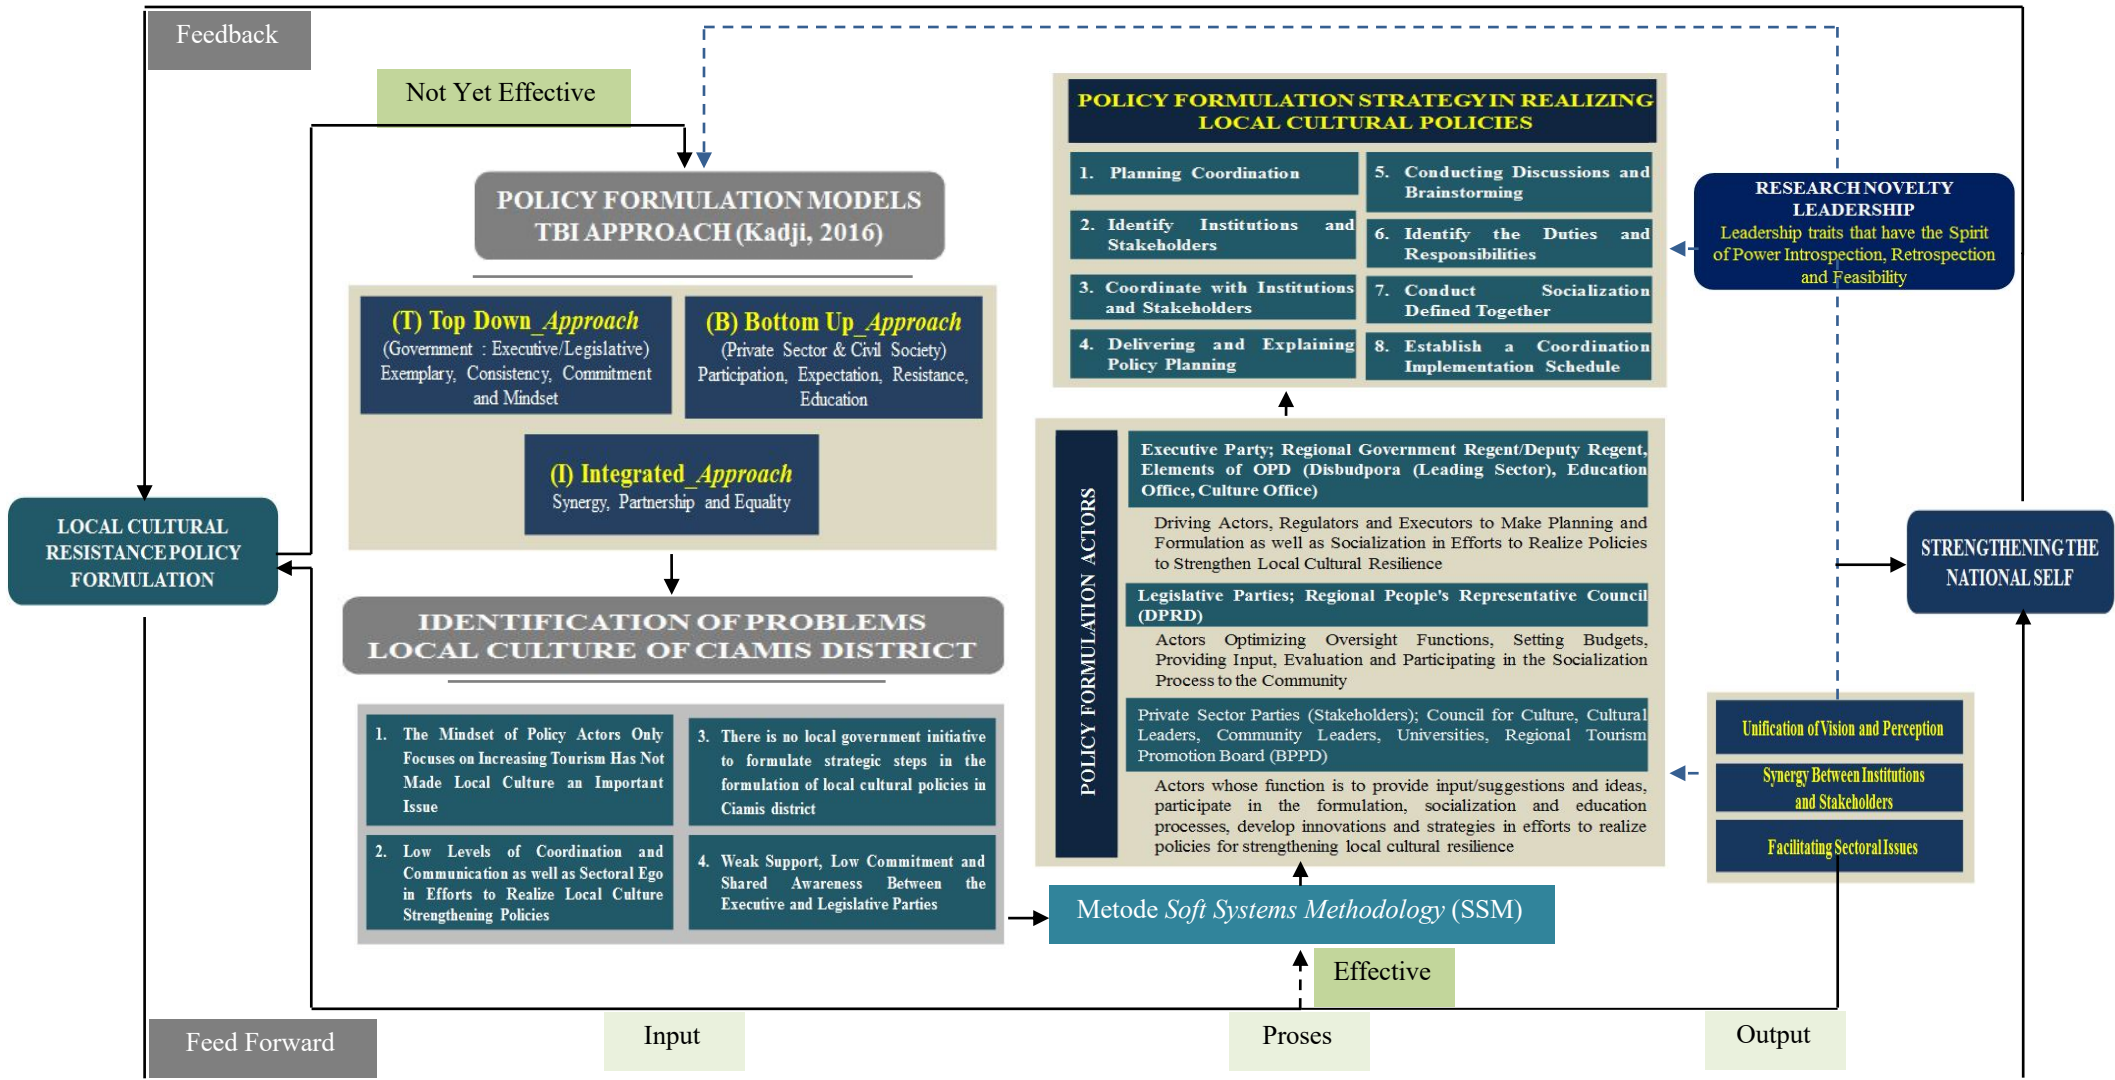 Feedback
Not Yet Effective
POLICY FORMULATION MODELS
TBI APPROACH (Kadji, 2016)
(T) Top Down_Approach
(Government : Executive/Legislative)
Exemplary, Consistency, Commitment
and Mindset
(B) Bottom Up_Approach
(Private Sector & Civil Society)
Participation, Expectation, Resistance,
Education
(I) Integrated_Approach
Synergy, Partnership and Equality
LOCAL CULTURAL
RESISTANCE POLICY
FORMULATION
IDENTIFICATION OF PROBLEMS
LOCAL CULTURE OF CIAMIS DISTRICT
1. The Mindset of Policy Actors Only
Focuses on Increasing Tourism Has Not
Made Local Culture an Important
Issue
2. Low Levels of Coordination and
Communication as well as Sectoral Ego
in Efforts to Realize Local Culture
Strengthening Policies
3. There is no local government initiative
to formulate strategic steps in the
formulation of local cultural policies in
Ciamis district
4. Weak Support, Low Commitment and
Shared Awareness Between the
Executive and Legislative Parties
POLICY FORMULATION STRATEGY IN REALIZING
LOCAL CULTURAL POLICIES
1. Planning Coordination
2. Identify Institutions and
Stakeholders
3. Coordinate with Institutions
and Stakeholders
4. Delivering and Explaining
Policy Planning
5. Conducting Discussions and
Brainstorming
6. Identify the Duties and
Responsibilities
7. Conduct Socialization
Defined Together
8. Establish a Coordination
Implementation Schedule
RESEARCH NOVELTY
LEADERSHIP
Leadership traits that have the Spirit
of Power Introspection, Retrospection
and Feasibility
POLICY FORMULATION ACTORS
Executive Party; Regional Government Regent/Deputy Regent,
Elements of OPD (Disbudpora (Leading Sector), Education
Office, Culture Office)
Driving Actors, Regulators and Executors to Make Planning and
Formulation as well as Socialization in Efforts to Realize Policies
to Strengthen Local Cultural Resilience
Legislative Parties; Regional People's Representative Council
(DPRD)
Actors Optimizing Oversight Functions, Setting Budgets,
Providing Input, Evaluation and Participating in the Socialization
Process to the Community
Private Sector Parties (Stakeholders); Council for Culture, Cultural
Leaders, Community Leaders, Universities, Regional Tourism
Promotion Board (BPPD)
Actors whose function is to provide input/suggestions and ideas,
participate in the formulation, socialization and education
processes, develop innovations and strategies in efforts to realize
policies for strengthening local cultural resilience
STRENGTHENING THE
NATIONAL SELF
Unification of Vision and Perception
Synergy Between Institutions
and Stakeholders
Facilitating Sectoral Issues
Metode Soft Systems Methodology (SSM)
Effective
Feed Forward
Input
Proses
Output